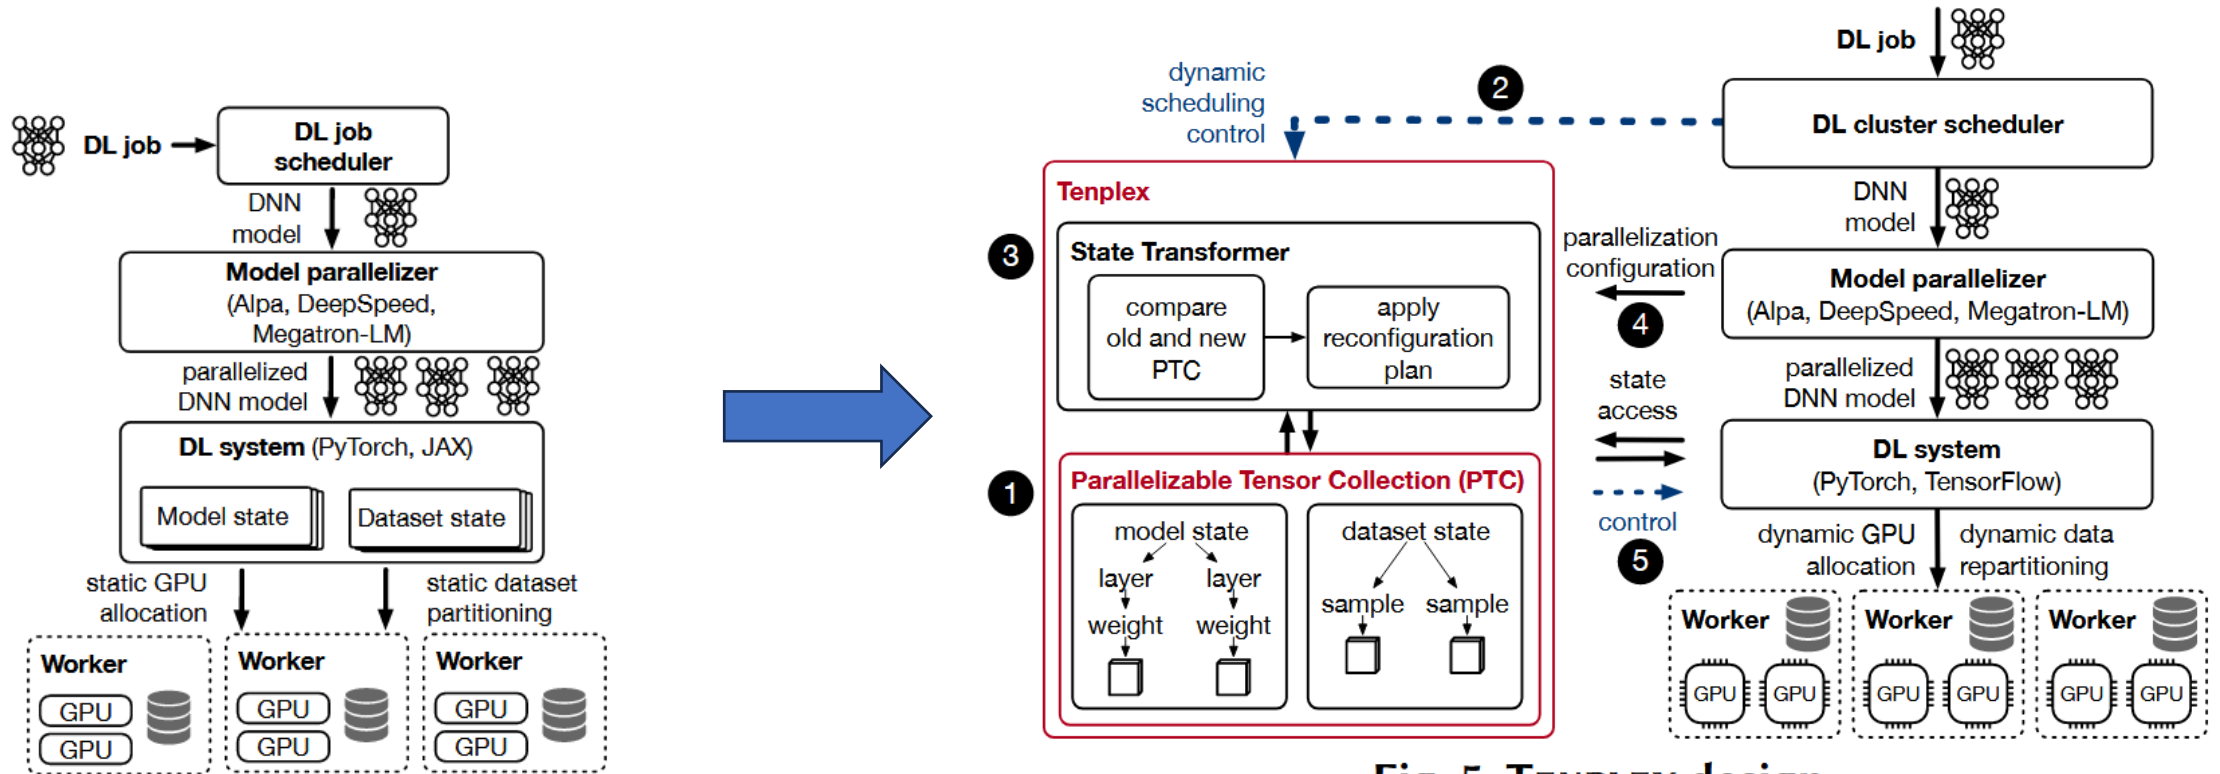 DL job
DL job
scheduler
DNN
model
Model parallelizer
(Alpa, DeepSpeed,
Megatron-LM)
parallelized
DNN model
DL system (PyTorch, JAX)
Model state
Dataset state
static GPU
allocation
static dataset
partitioning
Worker
GPU
GPU
Worker
GPU
GPU
Worker
GPU
GPU
dynamic
scheduling
control
2
Tenplex
3
State Transformer
compare
old and new
PTC
apply
reconfiguration
plan
1
Parallelizable Tensor Collection (PTC)
model state
layer
layer
weight
weight
dataset state
sample
sample
parallelization
configuration
4
state
access
control
5
DL job
DL cluster scheduler
DNN
model
Model parallelizer
(Alpa, DeepSpeed, Megatron-LM)
parallelized
DNN model
DL system
(PyTorch, TensorFlow)
dynamic GPU
allocation
dynamic data
repartitioning
Worker
GPU
GPU
Worker
GPU
GPU
Worker
GPU
GPU
Fig. 5. TENPLEX design